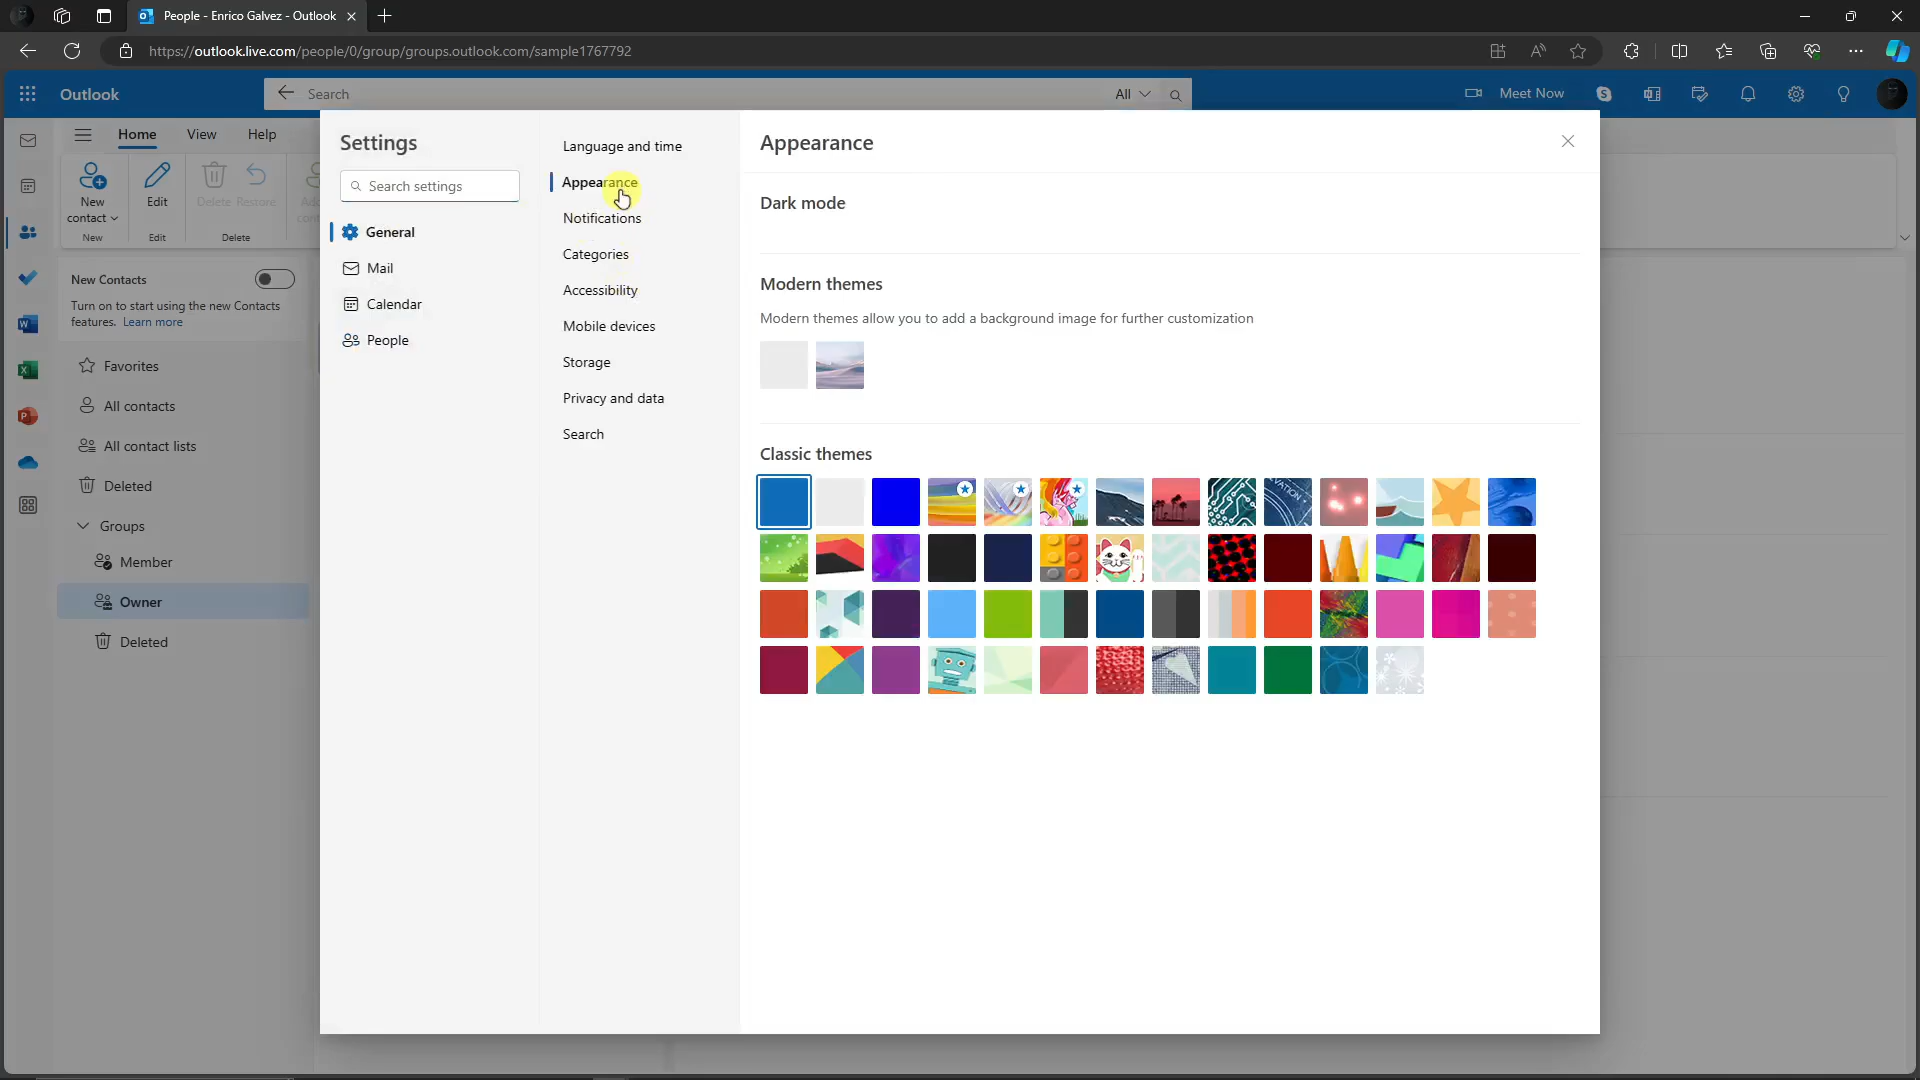 People - Enrico Galvez - Outlook
https://outlook.live.com/people/0/group/groups.outlook.com/sample1767792
Outlook
Search
All
Meet Now
Home
View
Help
New
contact
New
Edit
Edit
Delete
Restore
Delete
New Contacts
Turn on to start using the new Contacts
features. Learn more
Favorites
All contacts
All contact lists
Deleted
Groups
Member
Owner
Deleted
Settings
Search settings
General
Mail
Calendar
People
Language and time
Appearance
Notifications
Categories
Accessibility
Mobile devices
Storage
Privacy and data
Search
Appearance
Dark mode
Modern themes
Modern themes allow you to add a background image for further customization
Classic themes